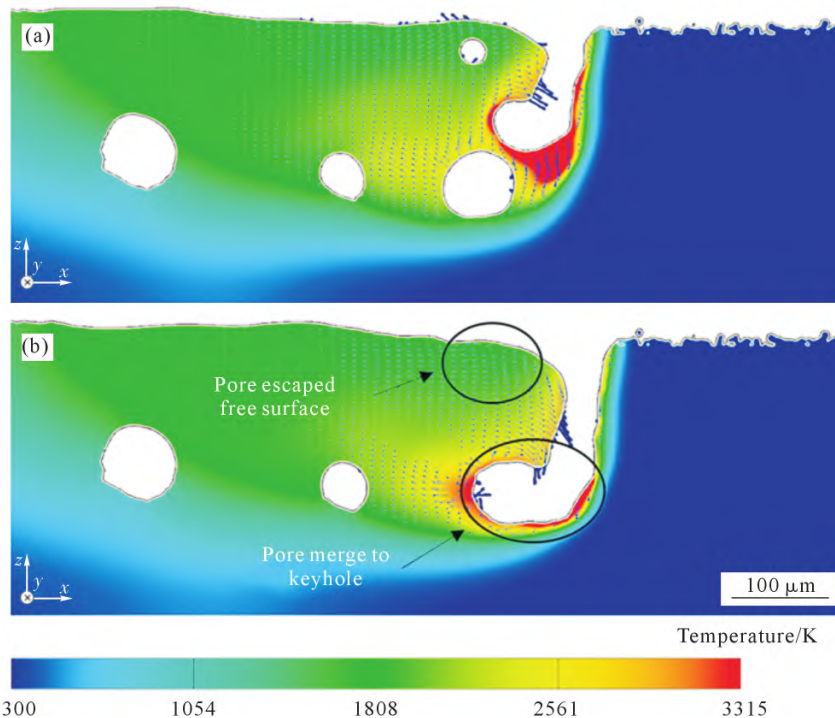 (a)
z
y
x
(b)
Pore escaped
free surface
Pore merge to
keyhole
z
y
x
100 μm
Temperature/K
300 1054 1808 2561 3315